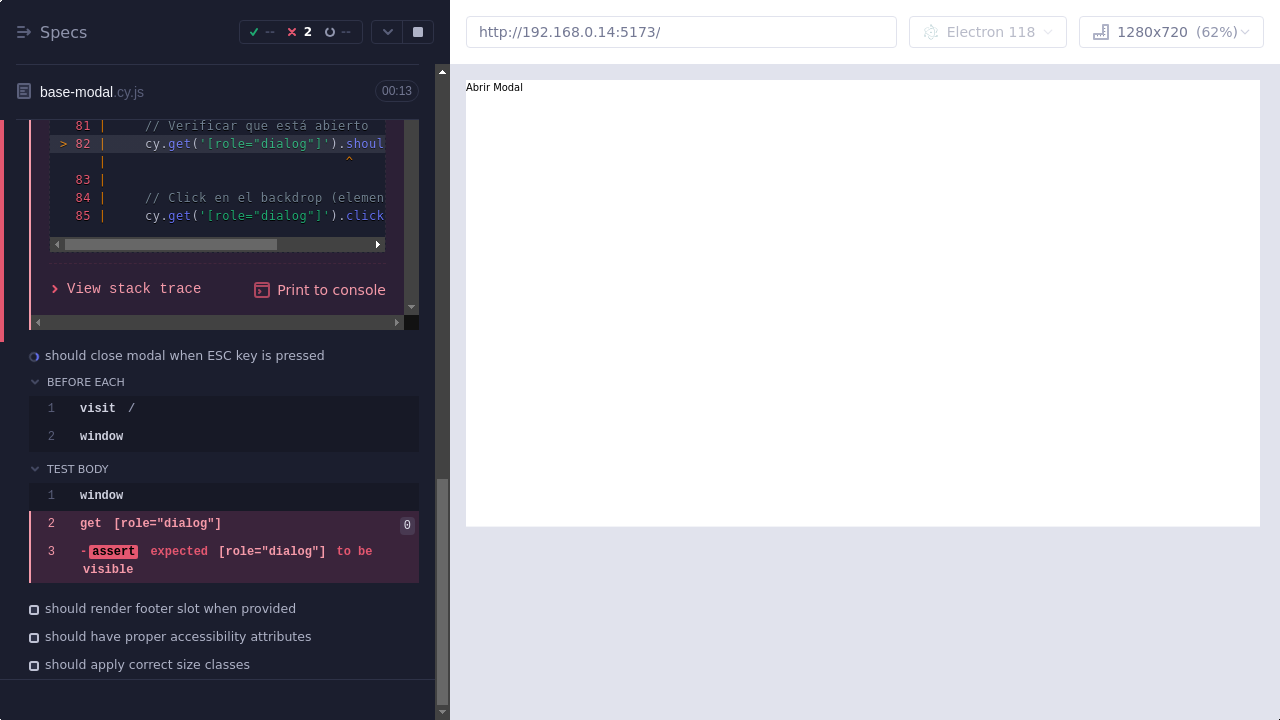 Specs
-- 2 --
base-modal.cy.js
00:13
81 | // Verificar que está abierto
> 82 | cy.get('[role="dialog"]').shoul
| ^
83 |
84 | // Click en el backdrop (elemen
85 | cy.get('[role="dialog"]').click
View stack trace
Print to console
should close modal when ESC key is pressed
BEFORE EACH
1 visit /
2 window
TEST BODY
1 window
2 get [role="dialog"] 0
3 -assert expected [role="dialog"] to be
visible
should render footer slot when provided
should have proper accessibility attributes
should apply correct size classes
http://192.168.0.14:5173/
Electron 118
1280x720 (62%)
Abrir Modal